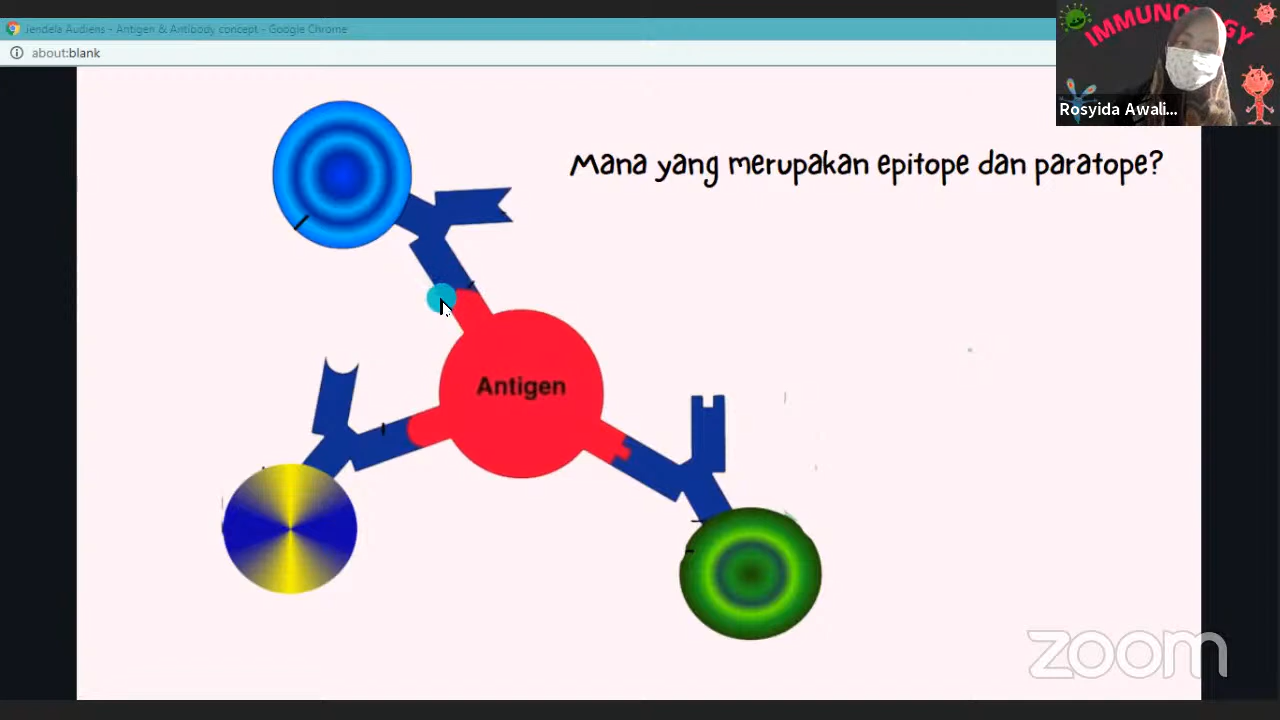 Jendela Audiens - Antigen & Antibody concept - Google Chrome
about:blank
IMMUNOLOGY
Rosyida Awali...
Mana yang merupakan epitope dan paratope?
Antigen
zoom